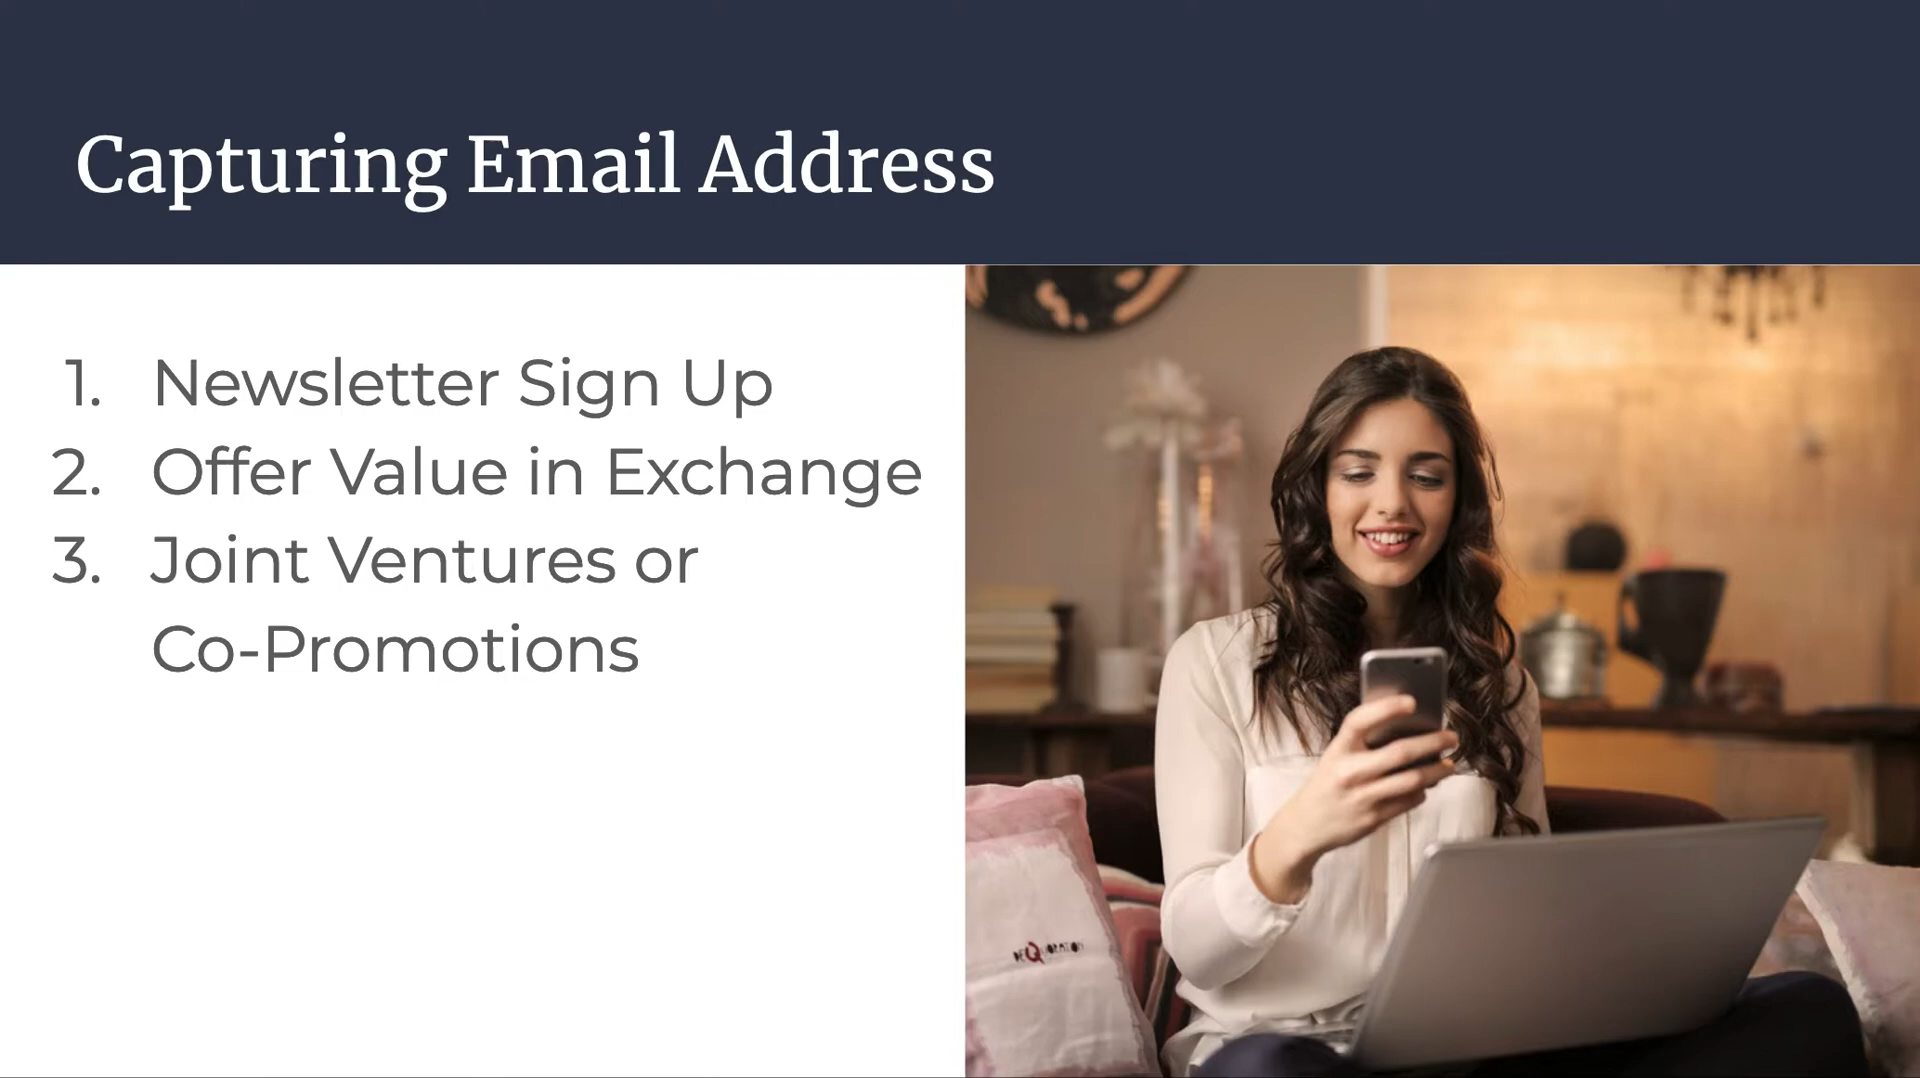 Capturing Email Address
1. Newsletter Sign Up
2. Offer Value in Exchange
3. Joint Ventures or
Co-Promotions